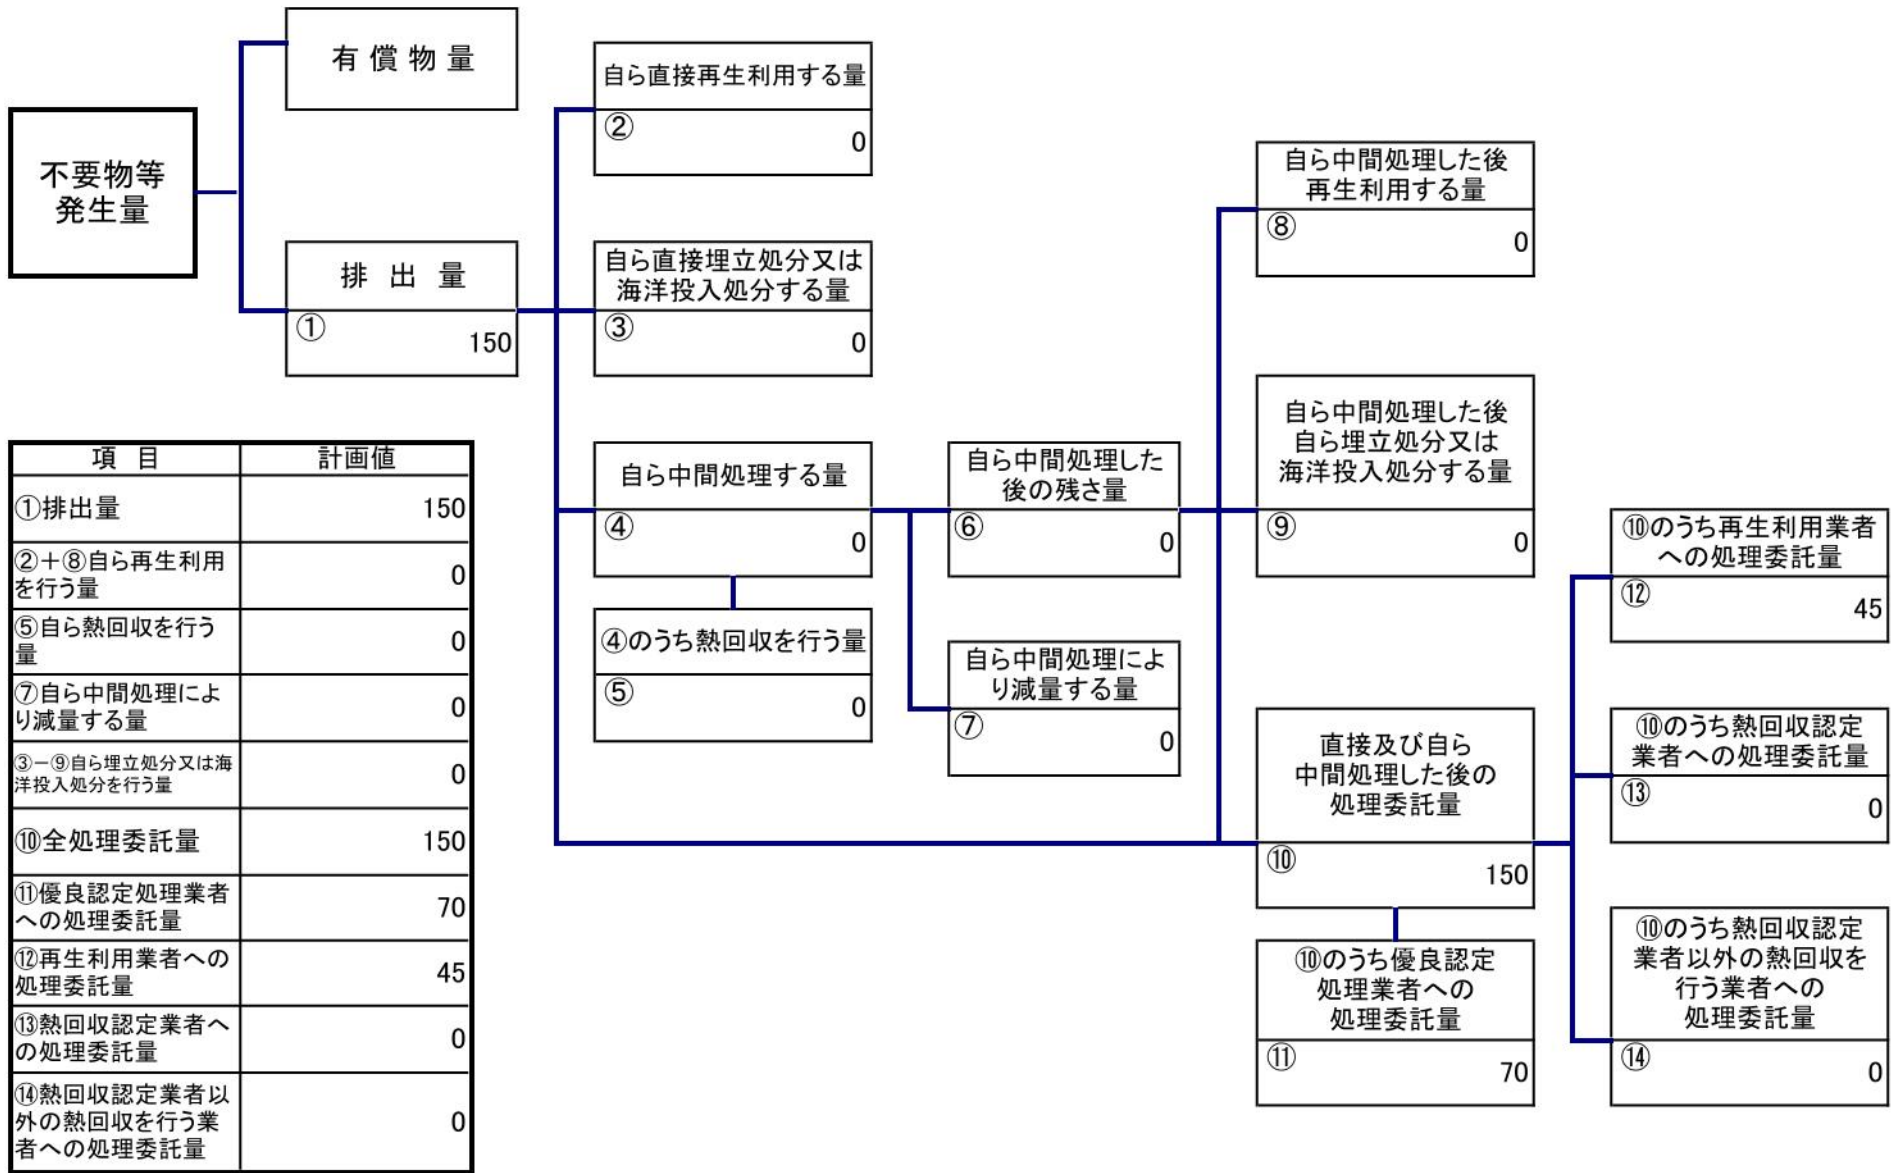 有償物量
不要物等
発生量
排出量
①
150
自ら直接再生利用する量
②
0
自ら直接埋立処分又は
海洋投入処分する量
③
0
自ら中間処理する量
④
0
④のうち熱回収を行う量
⑤
0
自ら中間処理した
後の残さ量
⑥
0
自ら中間処理によ
り減量する量
⑦
0
自ら中間処理した後
再生利用する量
⑧
0
自ら中間処理した後
自ら埋立処分又は
海洋投入処分する量
⑨
0
直接及び自ら
中間処理した後の
処理委託量
⑩
150
⑩のうち優良認定
処理業者への
処理委託量
⑪
70
⑩のうち再生利用業者
への処理委託量
⑫
45
⑩のうち熱回収認定
業者への処理委託量
⑬
0
⑩のうち熱回収認定
業者以外の熱回収を
行う業者への
処理委託量
⑭
0
項目 計画値
①排出量 150
②＋⑧自ら再生利用
を行う量 0
⑤自ら熱回収を行う
量 0
⑦自ら中間処理によ
り減量する量 0
③－⑨自ら埋立処分又は海
洋投入処分を行う量 0
⑩全処理委託量 150
⑪優良認定処理業者
への処理委託量 70
⑫再生利用業者への
処理委託量 45
⑬熱回収認定業者へ
の処理委託量 0
⑭熱回収認定業者以
外の熱回収を行う業
者への処理委託量 0